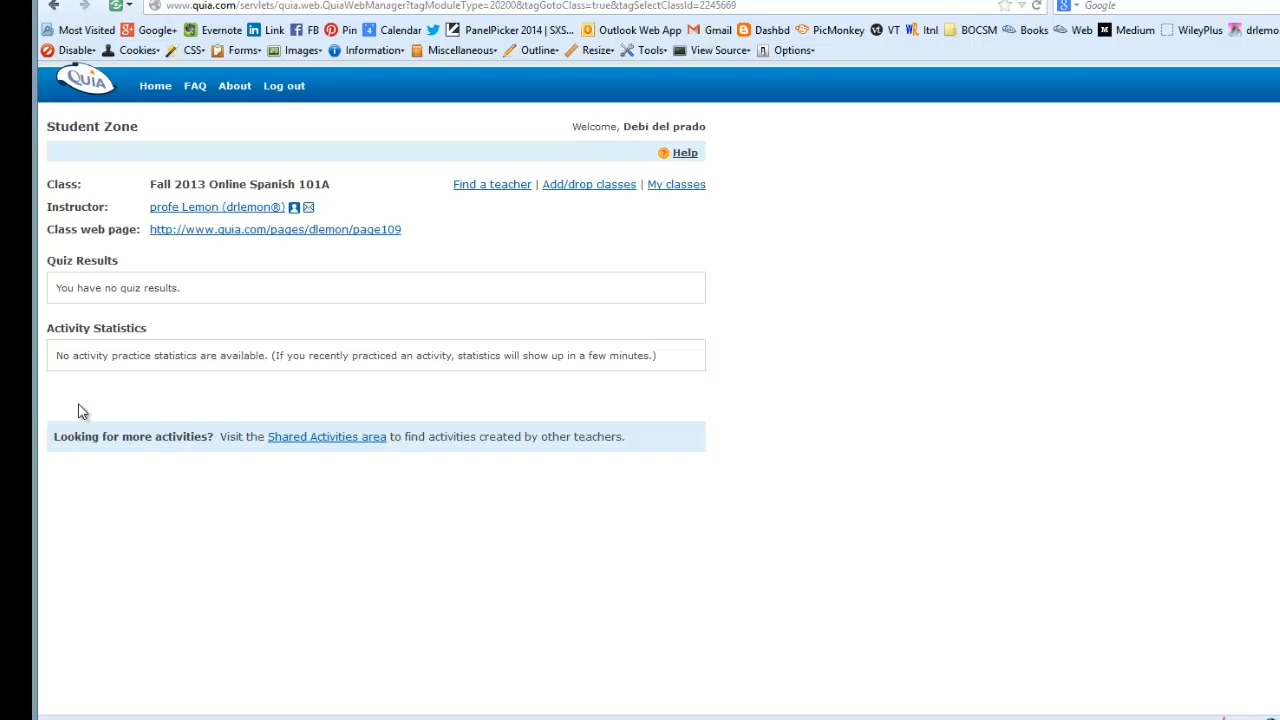 www.quia.com/servlets/quia.web.QuiaWebManager?tagModuleType=20200&tagGotoClass=true&tagSelectClassId=2245669 Google
Most Visited Google+ Evernote Link FB Pin Calendar PanelPicker 2014 | SXS... Outlook Web App Gmail Dashbd PicMonkey VT Itnl BOCSM Books Web Medium WileyPlus drlemo
Disable Cookies CSS Forms Images Information Miscellaneous Outline Resize Tools View Source Options
QUIA Home FAQ About Log out
Student Zone Welcome, Debi del prado
Help
Class: Fall 2013 Online Spanish 101A Find a teacher | Add/drop classes | My classes
Instructor: profe Lemon (drlemon®)
Class web page: http://www.quia.com/pages/dlemon/page109
Quiz Results
You have no quiz results.
Activity Statistics
No activity practice statistics are available. (If you recently practiced an activity, statistics will show up in a few minutes.)
Looking for more activities? Visit the Shared Activities area to find activities created by other teachers.